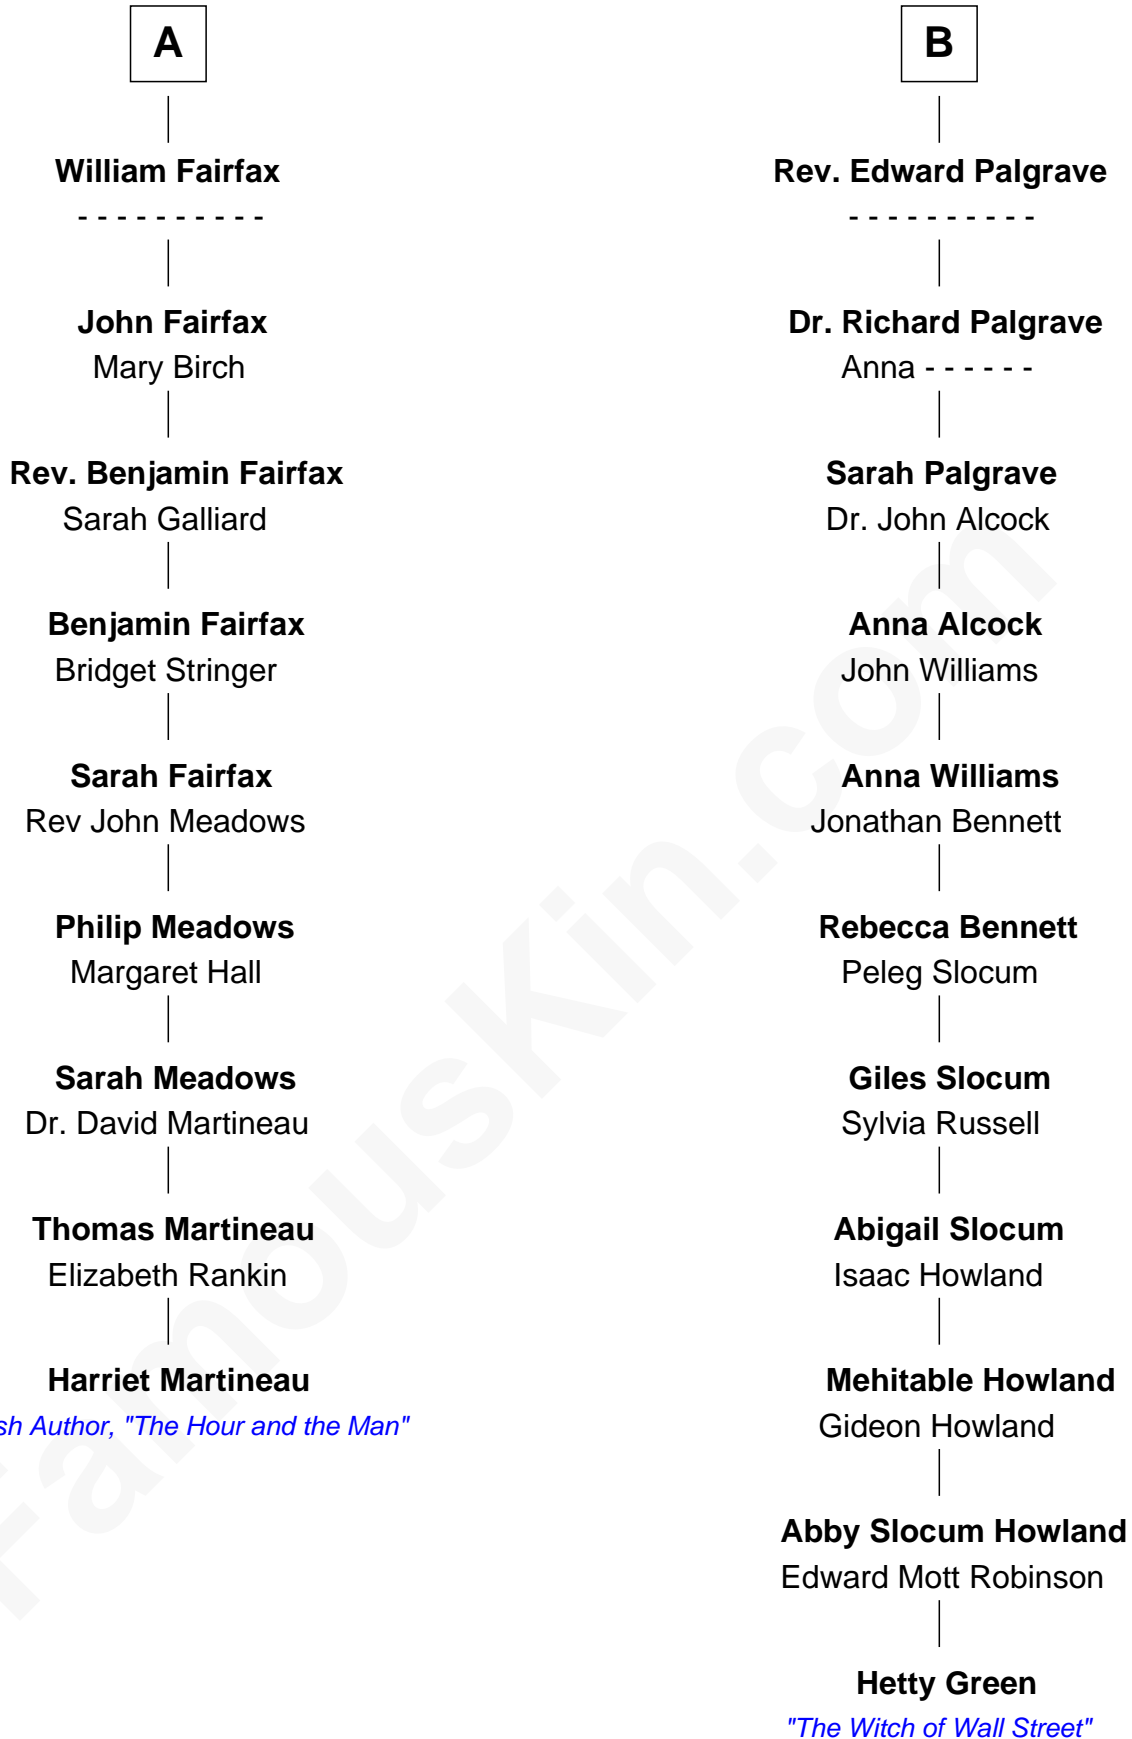 A
William Fairfax
- - - - - - - - - -
John Fairfax
Mary Birch
Rev. Benjamin Fairfax
Sarah Galliard
Benjamin Fairfax
Bridget Stringer
Sarah Fairfax
Rev John Meadows
Philip Meadows
Margaret Hall
Sarah Meadows
Dr. David Martineau
Thomas Martineau
Elizabeth Rankin
Harriet Martineau
sh Author, "The Hour and the Man"
B
Rev. Edward Palgrave
- - - - - - - - - -
Dr. Richard Palgrave
Anna - - - - - -
Sarah Palgrave
Dr. John Alcock
Anna Alcock
John Williams
Anna Williams
Jonathan Bennett
Rebecca Bennett
Peleg Slocum
Giles Slocum
Sylvia Russell
Abigail Slocum
Isaac Howland
Mehitable Howland
Gideon Howland
Abby Slocum Howland
Edward Mott Robinson
Hetty Green
"The Witch of Wall Street"
FamousKin.com